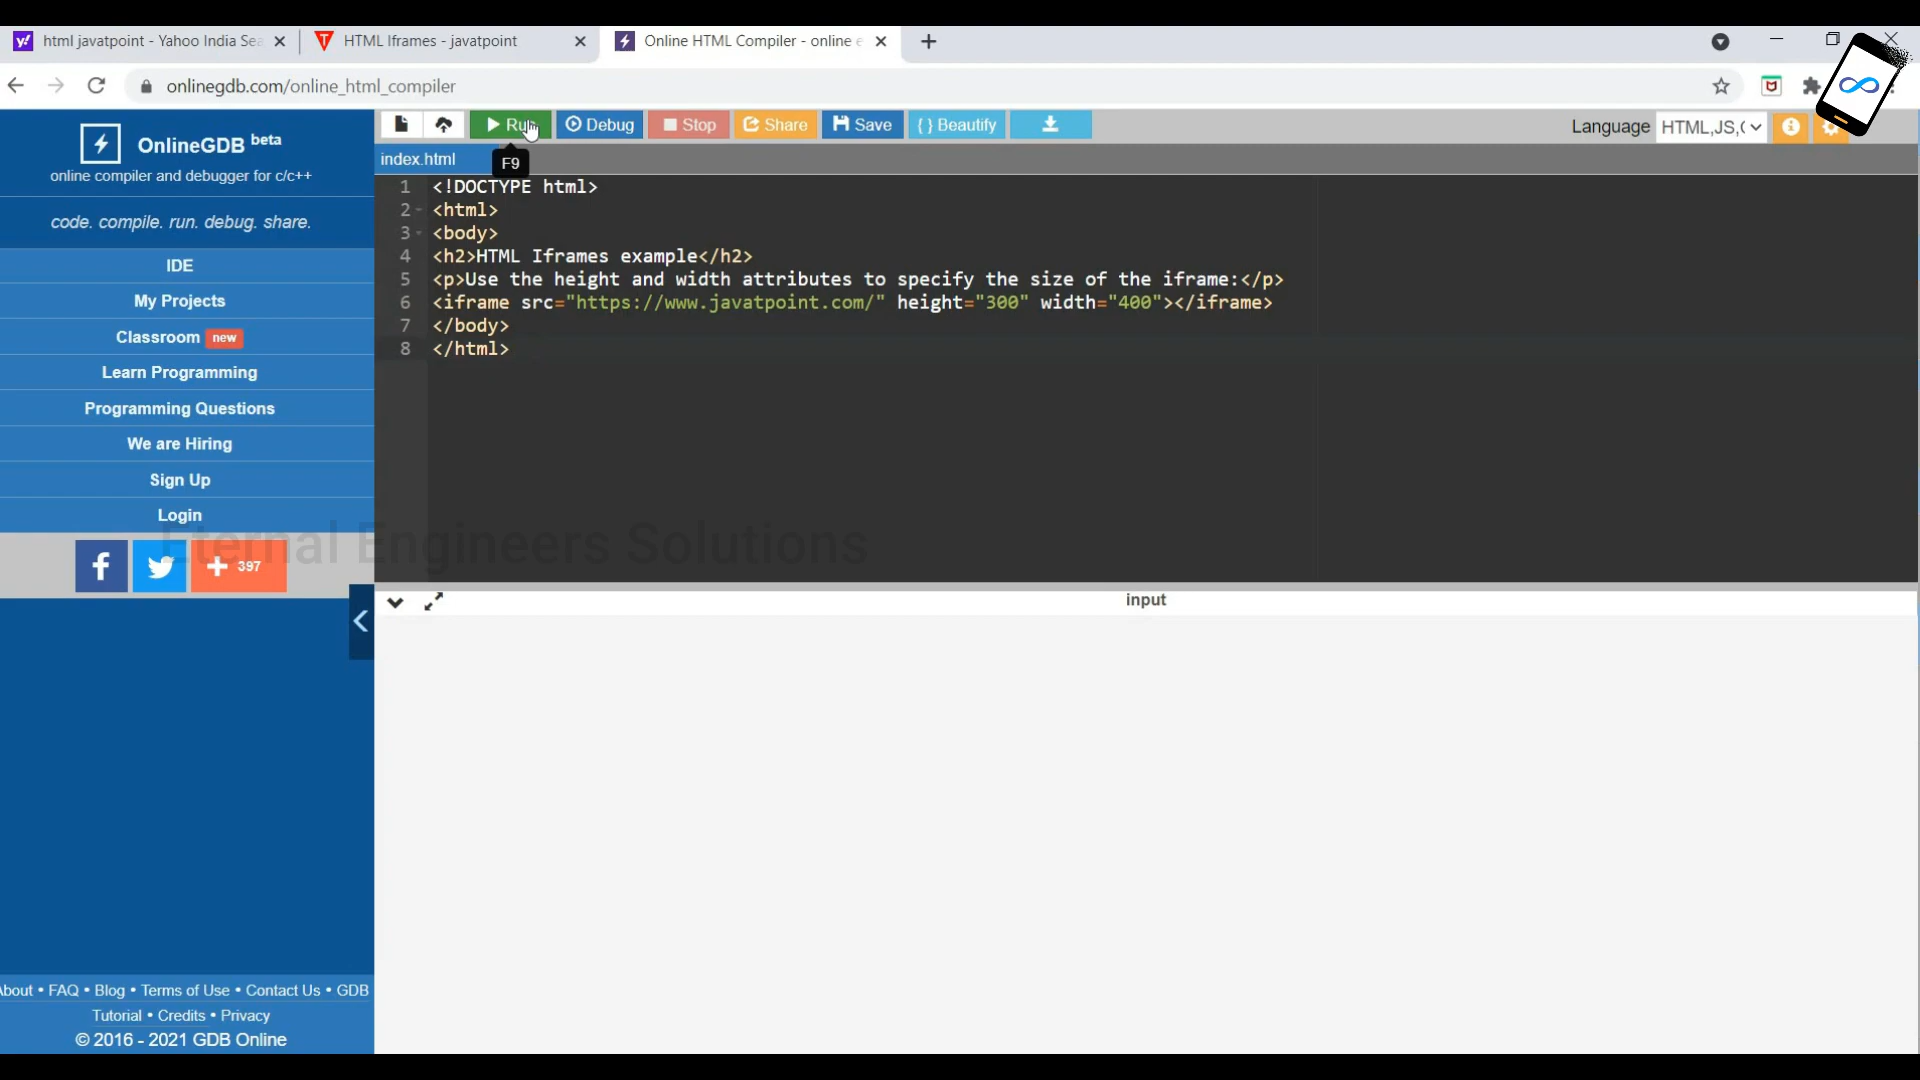 html javatpoint - Yahoo India Sea
HTML Iframes - javatpoint
Online HTML Compiler - online e
onlinegdb.com/online_html_compiler
OnlineGDB beta
online compiler and debugger for c/c++
code. compile. run. debug. share.
IDE
My Projects
Classroom new
Learn Programming
Programming Questions
We are Hiring
Sign Up
Login
397
About • FAQ • Blog • Terms of Use • Contact Us • GDB
Tutorial • Credits • Privacy
© 2016 - 2021 GDB Online
Run Debug Stop Share Save { } Beautify
Language HTML,JS,(
index.html
F9
1 <!DOCTYPE html>
2 <html>
3 <body>
4 <h2>HTML Iframes example</h2>
5 <p>Use the height and width attributes to specify the size of the iframe:</p>
6 <iframe src="https://www.javatpoint.com/" height="300" width="400"></iframe>
7 </body>
8 </html>
Eternal Engineers Solutions
input